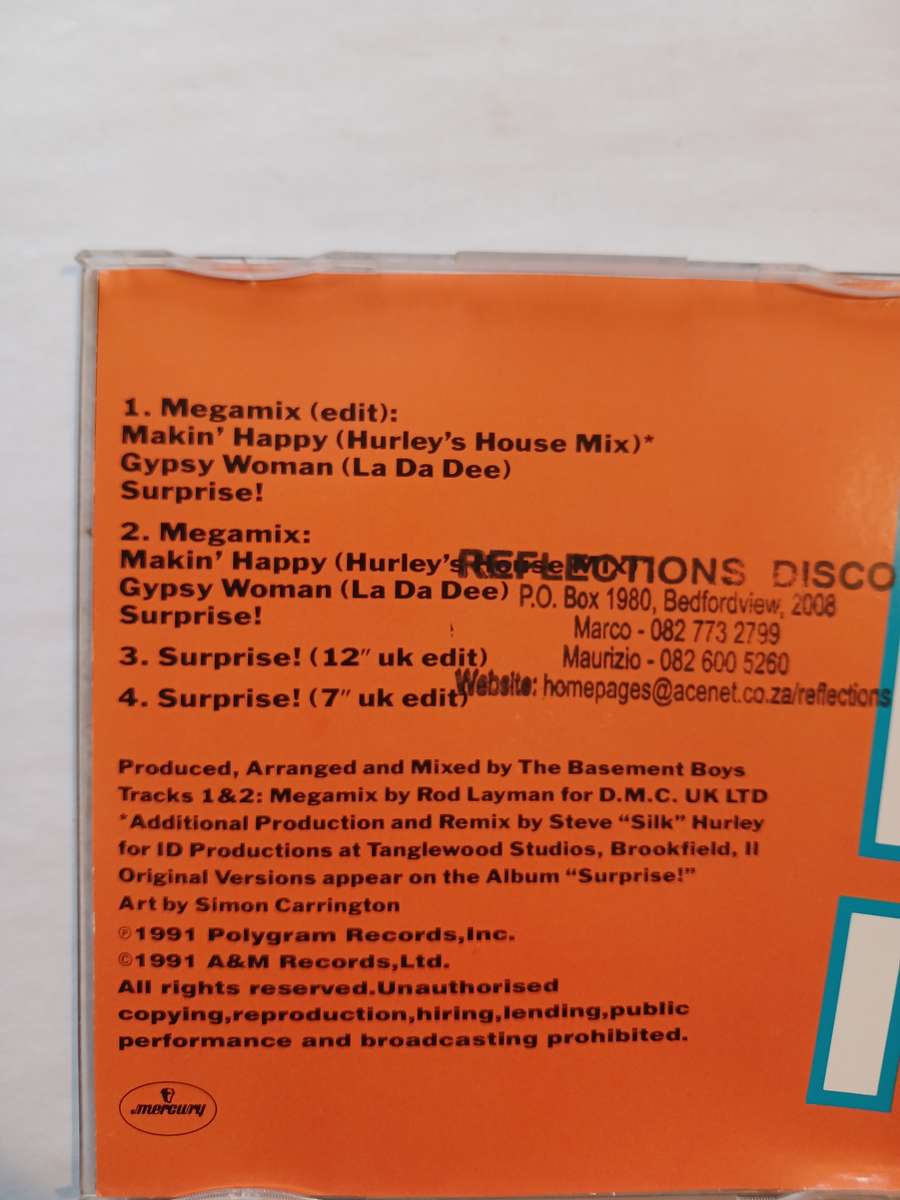 1. Megamix (edit):
Makin' Happy (Hurley's House Mix)*
Gypsy Woman (La Da Dee)
Surprise!
2. Megamix:
Makin' Happy (Hurley's House Mix)*
Gypsy Woman (La Da Dee)
Surprise!
3. Surprise! (12″ uk edit)
4. Surprise! (7″ uk edit)
REFLECTIONS DISCO
P.O. Box 1980, Bedfordview, 2008
Marco - 082 773 2799
Maurizio - 082 600 5260
Website: homepages@acenet.co.za/reflections
Produced, Arranged and Mixed by The Basement Boys
Tracks 1&2: Megamix by Rod Layman for D.M.C. UK LTD
*Additional Production and Remix by Steve “Silk” Hurley
for ID Productions at Tanglewood Studios, Brookfield, Il
Original Versions appear on the Album “Surprise!”
Art by Simon Carrington
℗1991 Polygram Records,Inc.
©1991 A&M Records,Ltd.
All rights reserved.Unauthorised
copying,reproduction,hiring,lending,public
performance and broadcasting prohibited.
mercury